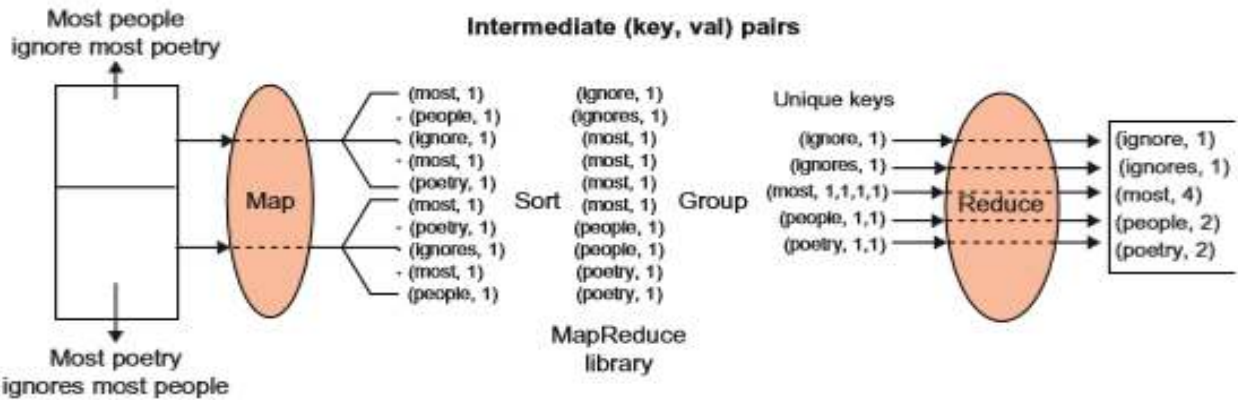 Most people
ignore most poetry
Intermediate (key, val) pairs
Map
(most, 1)
(people, 1)
(ignore, 1)
(most, 1)
(poetry, 1)
(most, 1)
(poetry, 1)
(ignores, 1)
(most, 1)
(people, 1)
Sort
(ignore, 1)
(ignores, 1)
(most, 1)
(most, 1)
(most, 1)
(most, 1)
(people, 1)
(people, 1)
(poetry, 1)
(poetry, 1)
Group
MapReduce
library
Unique keys
(ignore, 1)
(ignores, 1)
(most, 1,1,1,1)
(people, 1,1)
(poetry, 1,1)
Reduce
(ignore, 1)
(ignores, 1)
(most, 4)
(people, 2)
(poetry, 2)
Most poetry
ignores most people